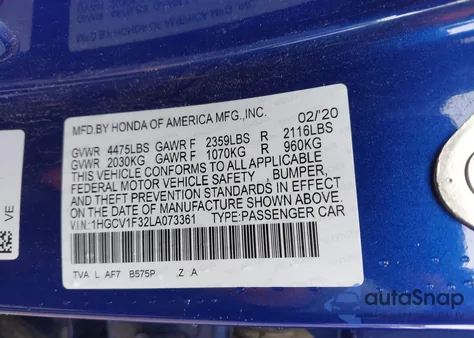 MFD.BY HONDA OF AMERICA MFG.,INC. 02/'20
GVWR 4475LBS GAWR F 2359LBS R 2116LBS
GVWR 2030KG GAWR F 1070KG R 960KG
THIS VEHICLE CONFORMS TO ALL APPLICABLE
FEDERAL MOTOR VEHICLE SAFETY , BUMPER,
AND THEFT PREVENTION STANDARDS IN EFFECT
ON THE DATE OF MANUFACTURE SHOWN ABOVE.
V.I.N:1HGCV1F32LA073361 TYPE:PASSENGER CAR
TVA L AF7 B575P .Z .A
VE
autoSnap